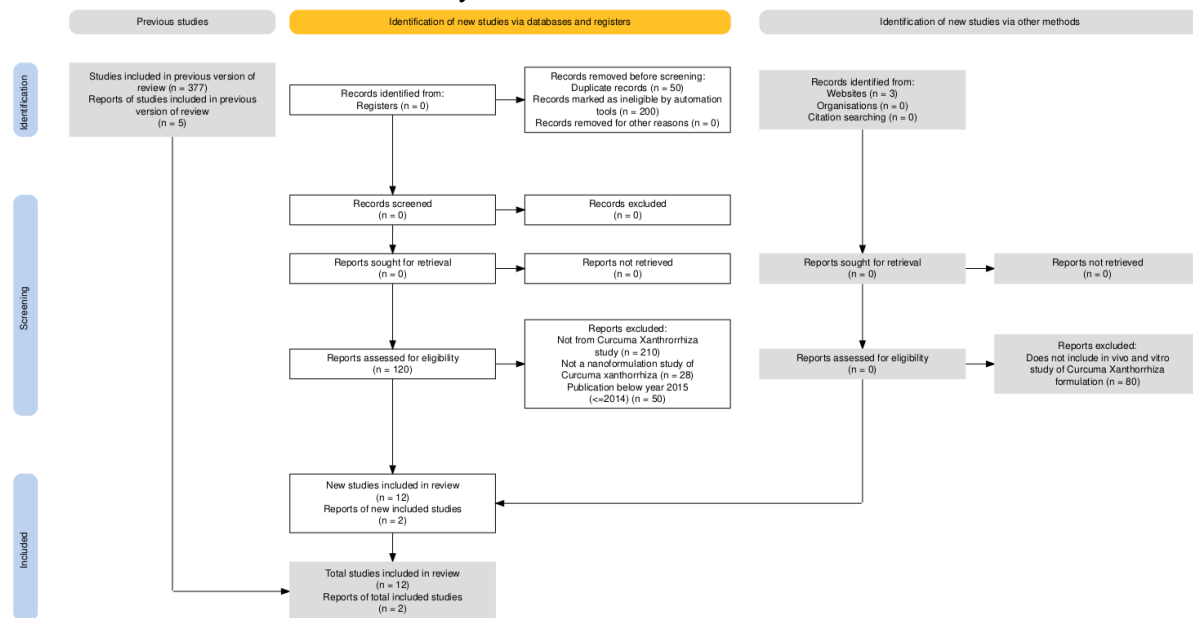 Previous studies
Identification of new studies via databases and registers
Identification of new studies via other methods
Identification
Studies included in previous version of
review (n = 377)
Reports of studies included in previous
version of review
(n = 5)
Records identified from:
Registers (n = 0)
Records removed before screening:
Duplicate records (n = 50)
Records marked as ineligible by automation
tools (n = 200)
Records removed for other reasons (n = 0)
Records identified from:
Websites (n = 3)
Organisations (n = 0)
Citation searching (n = 0)
Screening
Records screened
(n = 0)
Records excluded
(n = 0)
Reports sought for retrieval
(n = 0)
Reports not retrieved
(n = 0)
Reports sought for retrieval
(n = 0)
Reports not retrieved
(n = 0)
Reports assessed for eligibility
(n = 120)
Reports excluded:
Not from Curcuma Xanthrorrhiza
study (n = 210)
Not a nanoformulation study of
Curcuma xanthorrhiza (n = 28)
Publication below year 2015
(<=2014) (n = 50)
Reports assessed for eligibility
(n = 0)
Reports excluded:
Does not include in vivo and vitro
study of Curcuma Xanthorrhiza
formulation (n = 80)
Included
New studies included in review
(n = 12)
Reports of new included studies
(n = 2)
Total studies included in review
(n = 12)
Reports of total included studies
(n = 2)